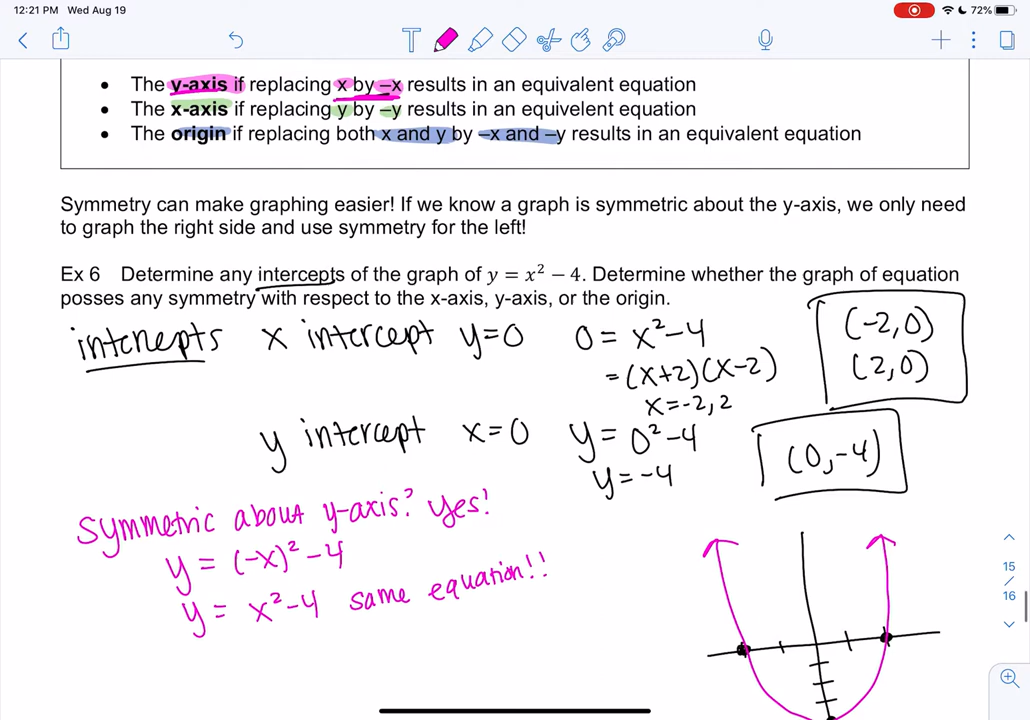 12:21 PM Wed Aug 19
72%
T
• The y-axis if replacing x by –x results in an equivalent equation
• The x-axis if replacing y by –y results in an equivalent equation
• The origin if replacing both x and y by –x and –y results in an equivalent equation
Symmetry can make graphing easier! If we know a graph is symmetric about the y-axis, we only need
to graph the right side and use symmetry for the left!
Ex 6 Determine any intercepts of the graph of y = x² − 4. Determine whether the graph of equation
posses any symmetry with respect to the x-axis, y-axis, or the origin.
intercepts x intercept y=0 0 = x²-4 (-2,0)
=(x+2)(x-2) (2,0)
x=-2,2
y intercept x=0 y= 0²-4 (0,-4)
y=-4
Symmetric about y-axis? yes!
y = (-x)²-4
y = x²-4 same equation!!
15
/
16